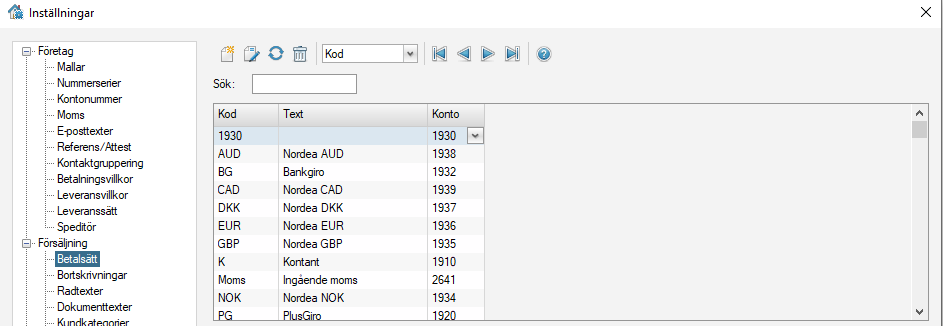 Inställningar
Företag
Mallar
Nummerserier
Kontonummer
Moms
E-posttexter
Referens/Attest
Kontaktgruppering
Betalningsvillkor
Leveransvillkor
Leveranssätt
Speditör
Försäljning
Betalsätt
Bortskrivningar
Radtexter
Dokumenttexter
Kundkategorier
Kod
Sök:
Kod Text Konto
1930 1930
AUD Nordea AUD 1938
BG Bankgiro 1932
CAD Nordea CAD 1939
DKK Nordea DKK 1937
EUR Nordea EUR 1936
GBP Nordea GBP 1935
K Kontant 1910
Moms Ingående moms 2641
NOK Nordea NOK 1934
PG PlusGiro 1920